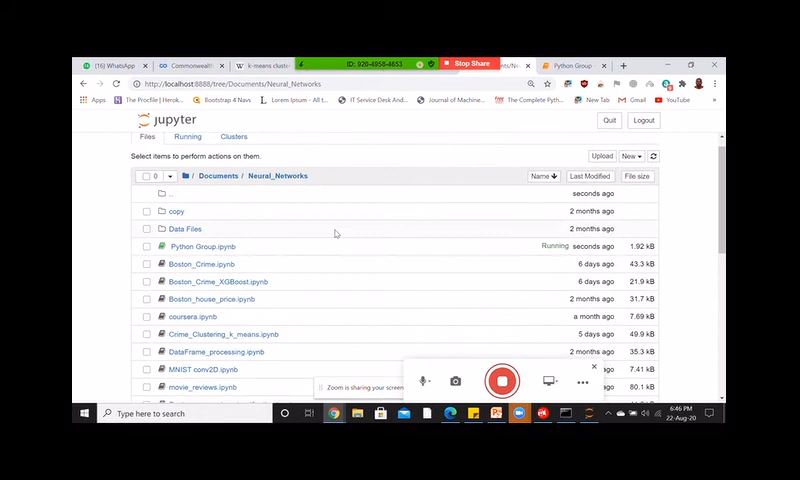 (16) WhatsApp
Commonwealth
k-means cluste
ID: 920-4958-4653
Stop Share
nts/Ne
Python Group
http://localhost:8888/tree/Documents/Neural_Networks
Apps
The Procfile | Herok...
Bootstrap 4 Navs
Lorem Ipsum - All t...
IT Service Desk And...
Journal of Machine...
The Complete Pyth...
New Tab
Gmail
YouTube
jupyter
Quit
Logout
Files
Running
Clusters
Select items to perform actions on them.
Upload
New
0
/ Documents / Neural_Networks
Name
Last Modified
File size
..
seconds ago
copy
2 months ago
Data Files
2 months ago
Python Group.ipynb
Running
seconds ago
1.92 kB
Boston_Crime.ipynb
6 days ago
43.3 kB
Boston_Crime_XGBoost.ipynb
6 days ago
21.9 kB
Boston_house_price.ipynb
2 months ago
31.7 kB
coursera.ipynb
a month ago
7.69 kB
Crime_Clustering_k_means.ipynb
5 days ago
49.9 kB
DataFrame_processing.ipynb
2 months ago
35.3 kB
MNIST conv2D.ipynb
7.41 kB
movie_reviews.ipynb
80.1 kB
Zoom is sharing your screen
Type here to search
6:46 PM
22-Aug-20